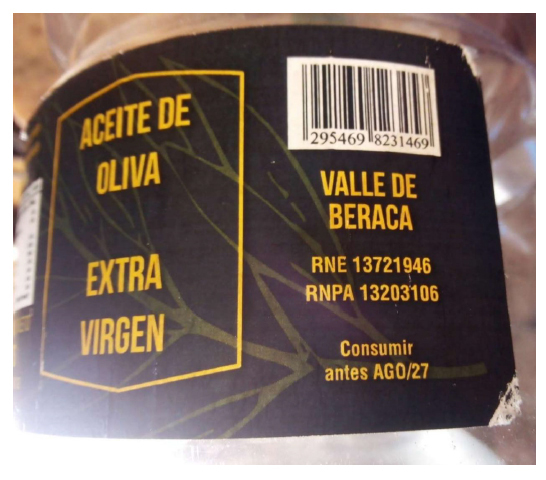 ACEITE DE
OLIVA
EXTRA
VIRGEN
295469 8231469
VALLE DE
BERACA
RNE 13721946
RNPA 13203106
Consumir
antes AGO/27